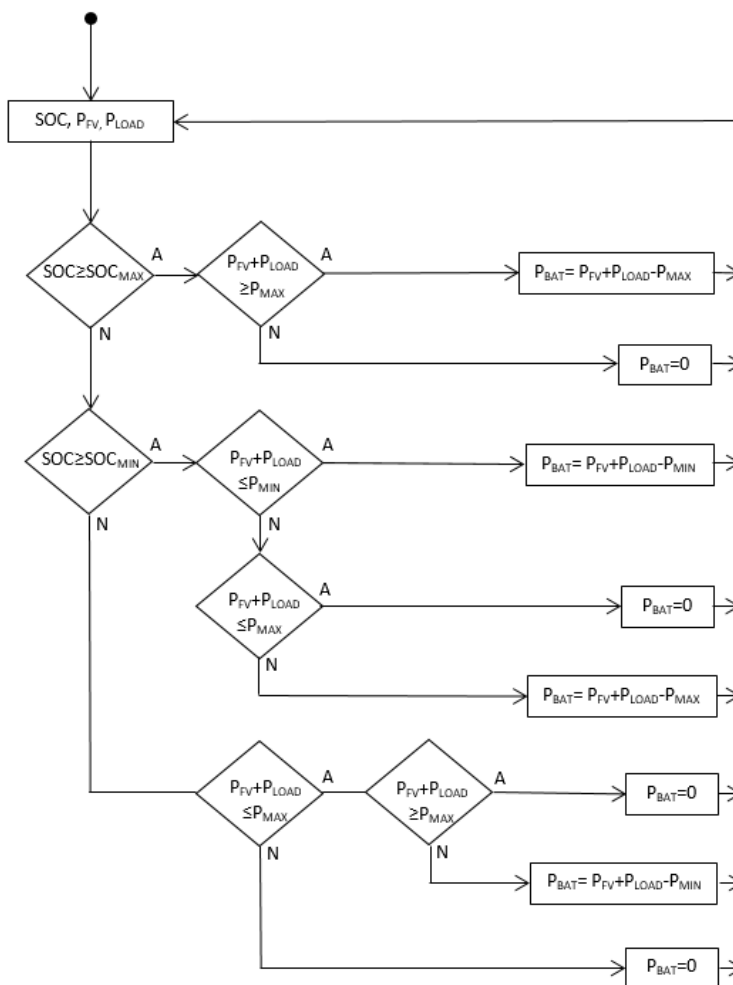 SOC, P_FV, P_LOAD
SOC≥SOC_MAX
A
P_FV+P_LOAD
≥P_MAX
A
P_BAT= P_FV+P_LOAD-P_MAX
N
N
P_BAT=0
SOC≥SOC_MIN
A
P_FV+P_LOAD
≤P_MIN
A
P_BAT= P_FV+P_LOAD-P_MIN
N
N
P_FV+P_LOAD
≤P_MAX
A
P_BAT=0
N
P_BAT= P_FV+P_LOAD-P_MAX
P_FV+P_LOAD
≤P_MAX
A
P_FV+P_LOAD
≥P_MAX
A
P_BAT=0
N
N
P_BAT= P_FV+P_LOAD-P_MIN
P_BAT=0